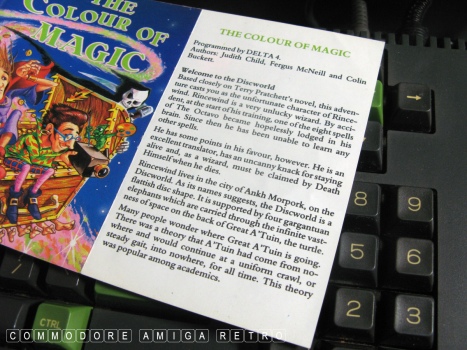 THE
COLOUR OF
MAGIC
THE COLOUR OF MAGIC
Programmed by DELTA 4.
Authors: Judith Child, Fergus McNeill and Colin
Buckett.
Welcome to the Discworld
Based closely on Terry Pratchett's novel, this adven-
ture casts you as the unfortunate character of Rince-
wind. Rincewind is a very unlucky wizard. By acci-
dent, at the start of his training, one of the eight spells
of The Octavo became hopelessly lodged in his
brain. Since then he has been unable to learn any
other spells.
He has some points in his favour, however. He is an
excellent translator, has an uncanny knack for staying
alive and, as a wizard, must be claimed by Death
Himself when he dies.
Rincewind lives in the city of Ankh Morpork, on the
Discworld. As its names suggests, the Discworld is a
flattish disc shape. It is supported by four gargantuan
elephants which are carried through the infinite vast-
ness of space on the back of Great A'Tuin, the turtle.
Many people wonder where Great A'Tuin is going.
There was a theory that A'Tuin had come from no-
where and would continue at a uniform crawl, or
steady gait, into nowhere, for all time. This theory
was popular among academics.
→
8
9
5
6
2
3
CTRL
COMMODORE AMIGA RETRO